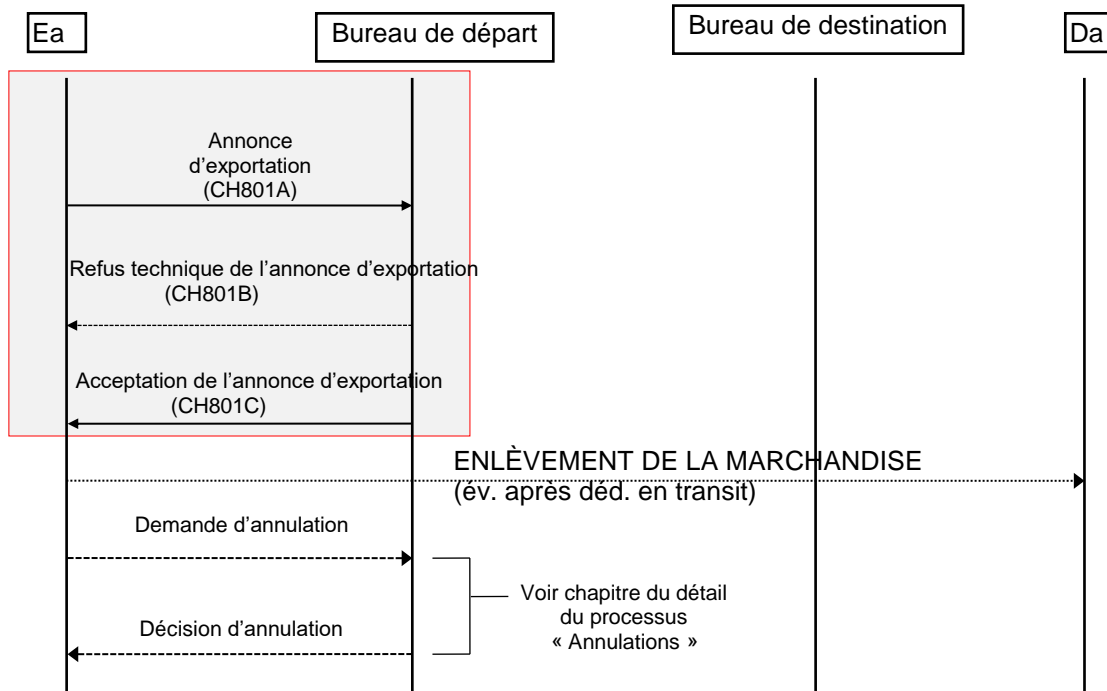 Ea
Bureau de départ
Bureau de destination
Da
Annonce
d’exportation
(CH801A)
Refus technique de l’annonce d’exportation
(CH801B)
Acceptation de l’annonce d’exportation
(CH801C)
ENLÈVEMENT DE LA MARCHANDISE
(év. après déd. en transit)
Demande d’annulation
Voir chapitre du détail
du processus
« Annulations »
Décision d’annulation